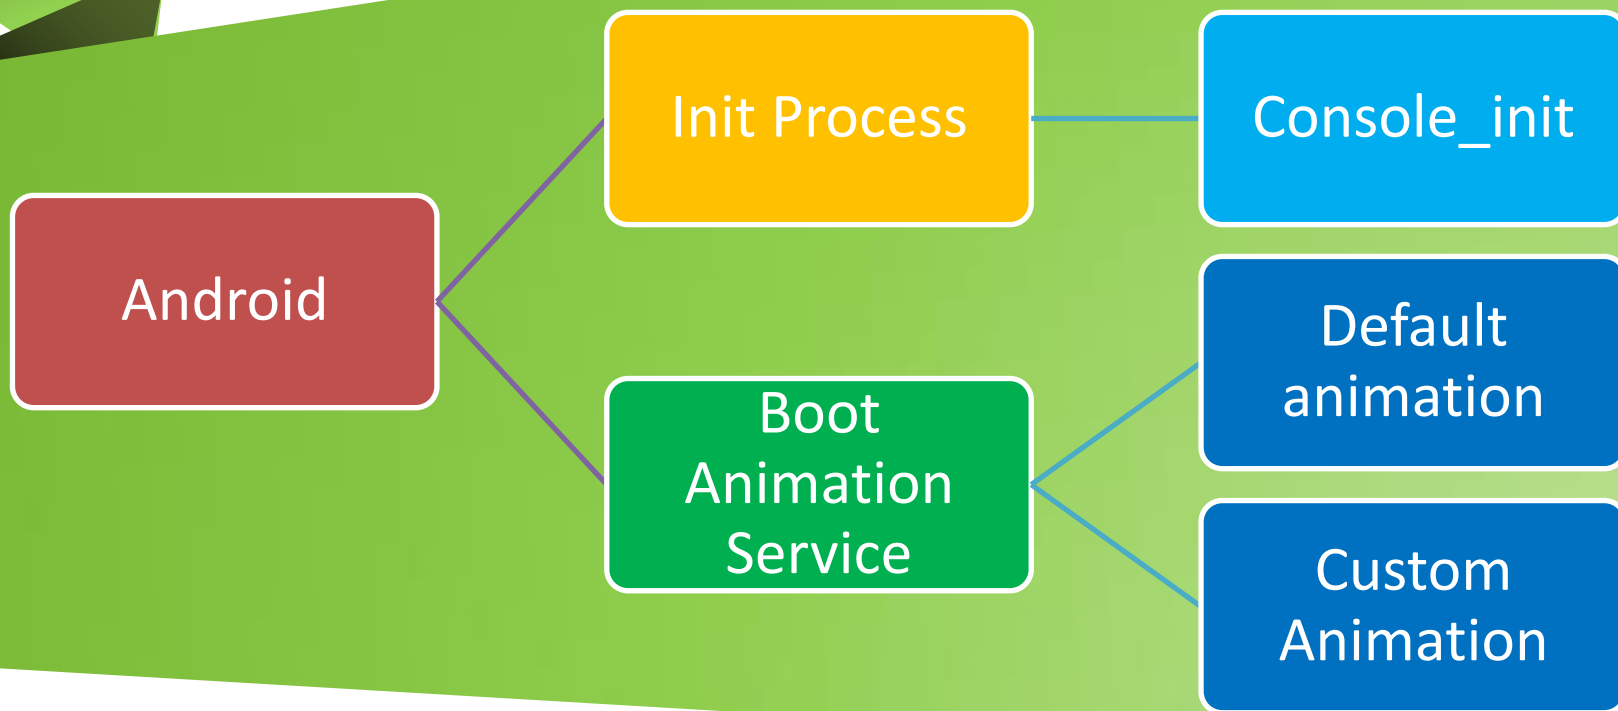 Android
Init Process
Console_init
Boot
Animation
Service
Default
animation
Custom
Animation